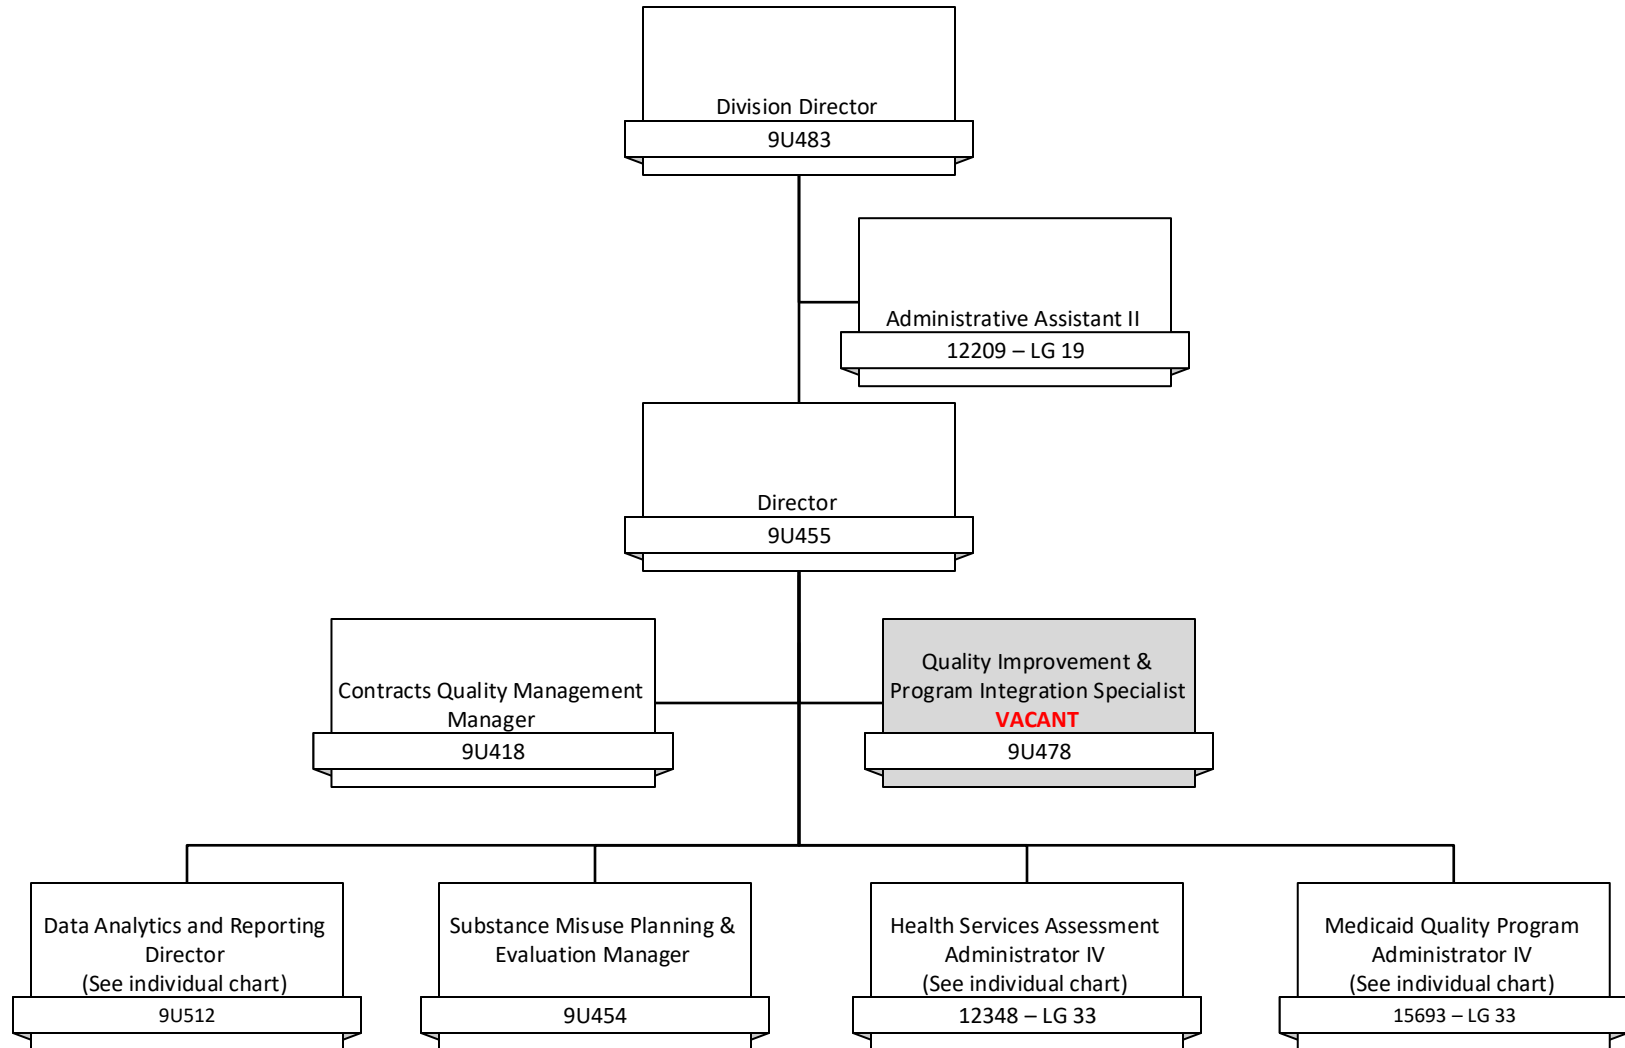 Division Director
9U483
Administrative Assistant II
12209 – LG 19
Director
9U455
Contracts Quality Management
Manager
9U418
Quality Improvement &
Program Integration Specialist
VACANT
9U478
Data Analytics and Reporting
Director
(See individual chart)
9U512
Substance Misuse Planning &
Evaluation Manager
9U454
Health Services Assessment
Administrator IV
(See individual chart)
12348 – LG 33
Medicaid Quality Program
Administrator IV
(See individual chart)
15693 – LG 33